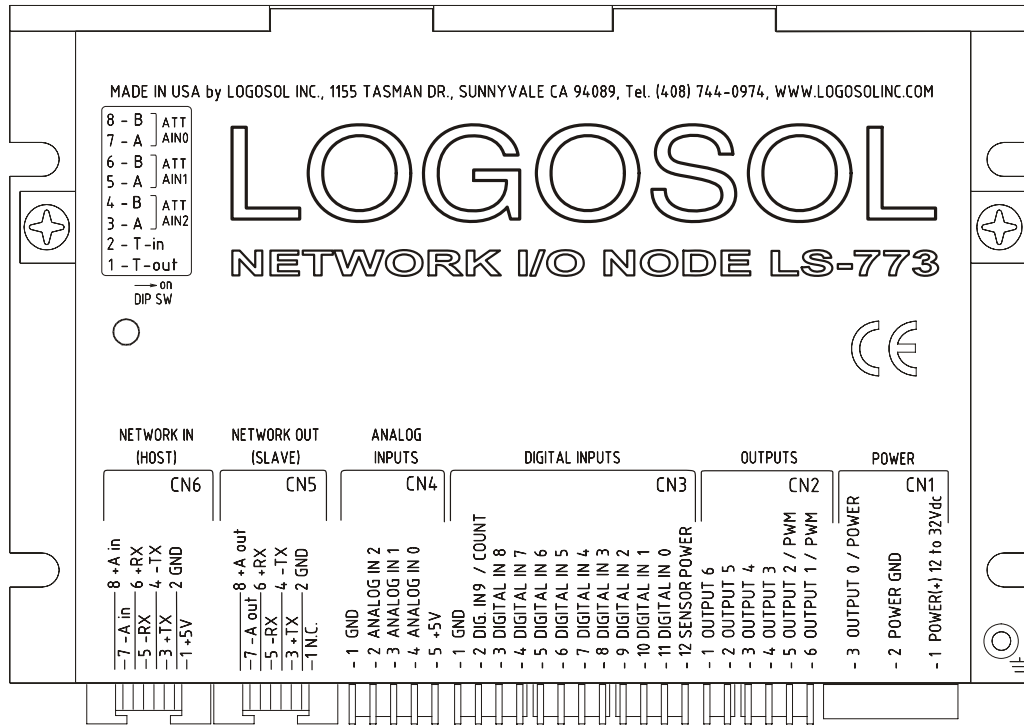 MADE IN USA by LOGOSOL INC., 1155 TASMAN DR., SUNNYVALE CA 94089, Tel. (408) 744-0974, WWW.LOGOSOLINC.COM
8 - B ATT
7 - A AIN0
6 - B ATT
5 - A AIN1
4 - B ATT
3 - A AIN2
2 - T-in
1 - T-out
→ on
DIP SW
LOGOSOL
NETWORK I/O NODE LS-773
CE
NETWORK IN
(HOST)
CN6
8 +A in
-7 -A in
6 +RX
-5 -RX
4 -TX
-3 +TX
2 GND
-1 +5V
NETWORK OUT
(SLAVE)
CN5
8 +A out
-7 -A out
6 +RX
-5 -RX
4 -TX
-3 +TX
2 GND
-1 N.C.
ANALOG
INPUTS
CN4
- 1 GND
- 2 ANALOG IN 2
- 3 ANALOG IN 1
- 4 ANALOG IN 0
- 5 +5V
DIGITAL INPUTS
CN3
- 1 GND
- 2 DIG. IN 9 / COUNT
- 3 DIGITAL IN 8
- 4 DIGITAL IN 7
- 5 DIGITAL IN 6
- 6 DIGITAL IN 5
- 7 DIGITAL IN 4
- 8 DIGITAL IN 3
- 9 DIGITAL IN 2
- 10 DIGITAL IN 1
- 11 DIGITAL IN 0
- 12 SENSOR POWER
OUTPUTS
CN2
- 1 OUTPUT 6
- 2 OUTPUT 5
- 3 OUTPUT 4
- 4 OUTPUT 3
- 5 OUTPUT 2 / PWM
- 6 OUTPUT 1 / PWM
POWER
CN1
- 3 OUTPUT 0 / POWER
- 2 POWER GND
- 1 POWER(+) 12 to 32Vdc